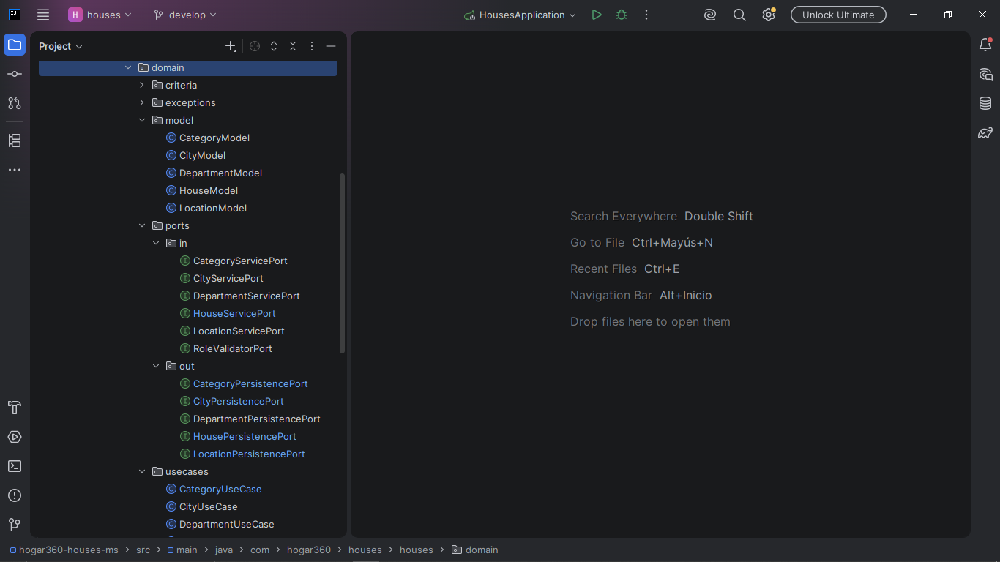 H houses develop HousesApplication Unlock Ultimate
Project
domain
criteria
exceptions
model
CategoryModel
CityModel
DepartmentModel
HouseModel
LocationModel
ports
in
CategoryServicePort
CityServicePort
DepartmentServicePort
HouseServicePort
LocationServicePort
RoleValidatorPort
out
CategoryPersistencePort
CityPersistencePort
DepartmentPersistencePort
HousePersistencePort
LocationPersistencePort
usecases
CategoryUseCase
CityUseCase
DepartmentUseCase
Search Everywhere Double Shift
Go to File Ctrl+Mayús+N
Recent Files Ctrl+E
Navigation Bar Alt+Inicio
Drop files here to open them
hogar360-houses-ms > src > main > java > com > hogar360 > houses > houses > domain